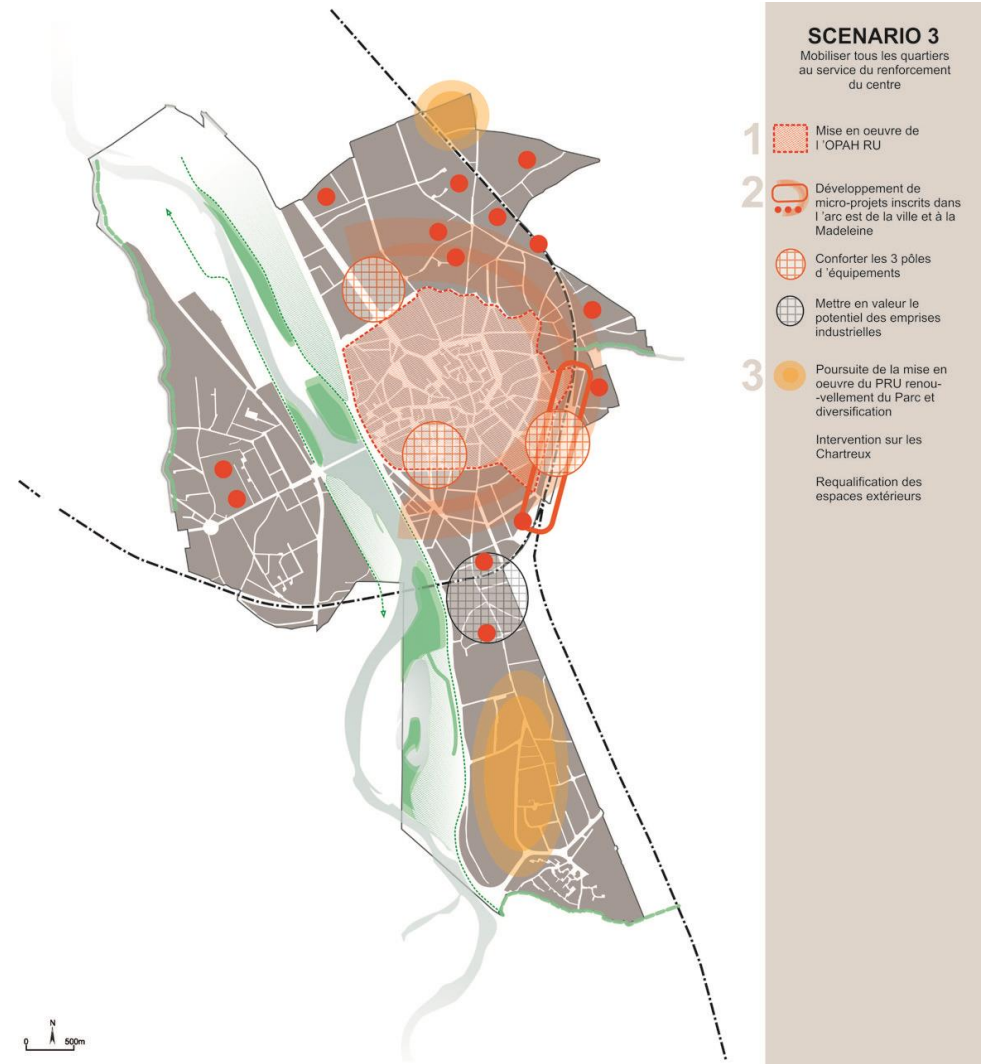 SCENARIO 3
Mobiliser tous les quartiers
au service du renforcement
du centre
1
Mise en oeuvre de
l 'OPAH RU
2
Développement de
micro-projets inscrits dans
l 'arc est de la ville et à la
Madeleine
Conforter les 3 pôles
d 'équipements
Mettre en valeur le
potentiel des emprises
industrielles
3
Poursuite de la mise en
oeuvre du PRU renou-
-vellement du Parc et
diversification
Intervention sur les
Chartreux
Requalification des
espaces extérieurs
N
0 500m